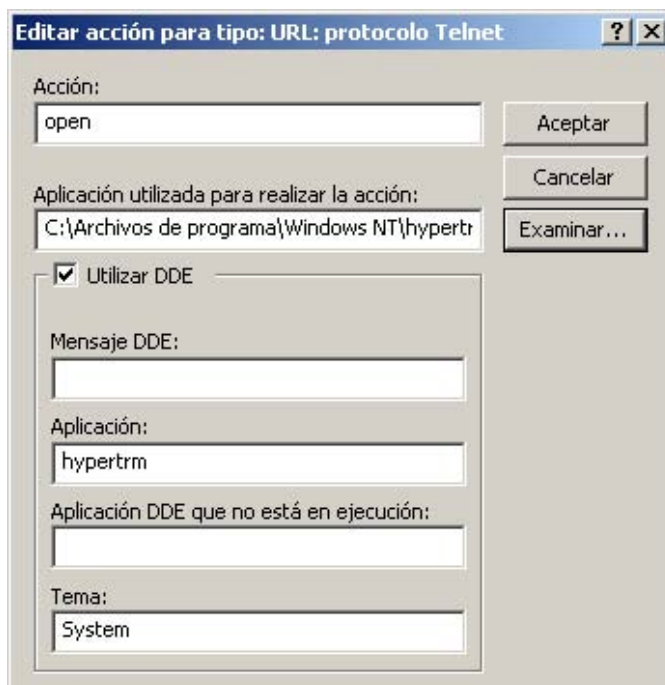 Editar acción para tipo: URL: protocolo Telnet
Acción:
open
Aceptar
Cancelar
Aplicación utilizada para realizar la acción:
C:\Archivos de programa\Windows NT\hypertr
Examinar...
Utilizar DDE
Mensaje DDE:
Aplicación:
hypertrm
Aplicación DDE que no está en ejecución:
Tema:
System